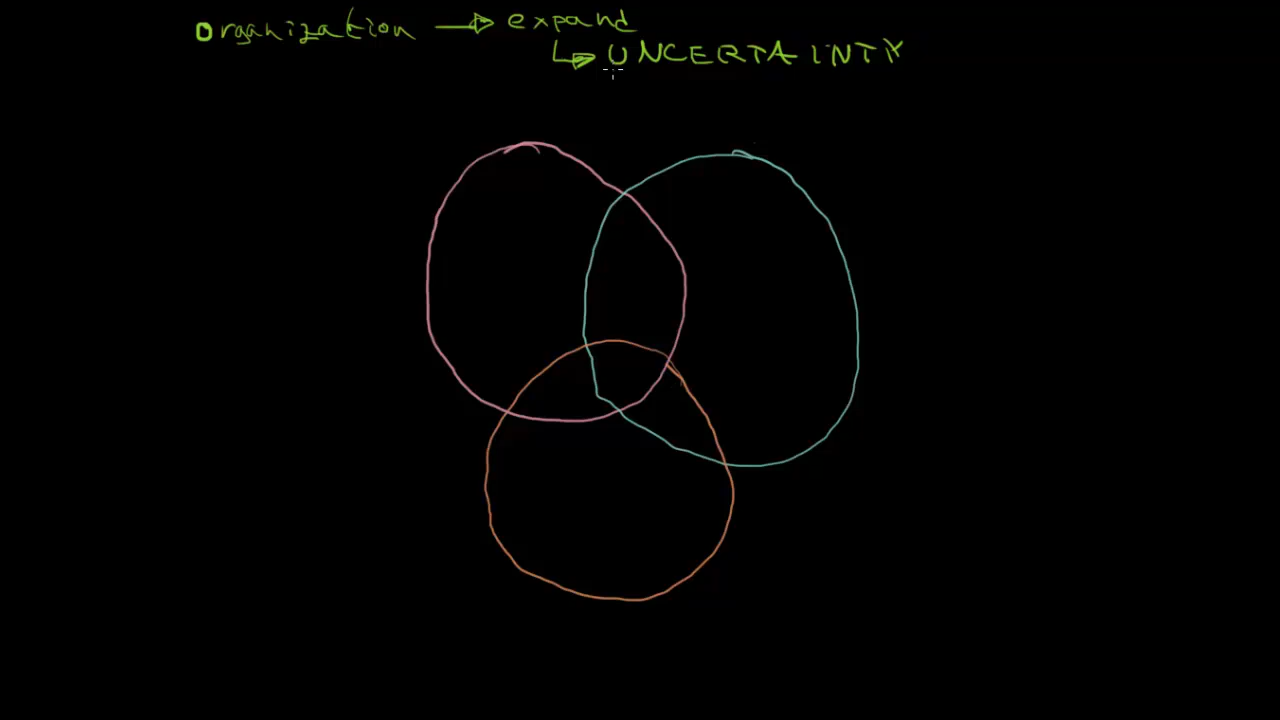 Organization → expand
↳ UNCERTAINTY